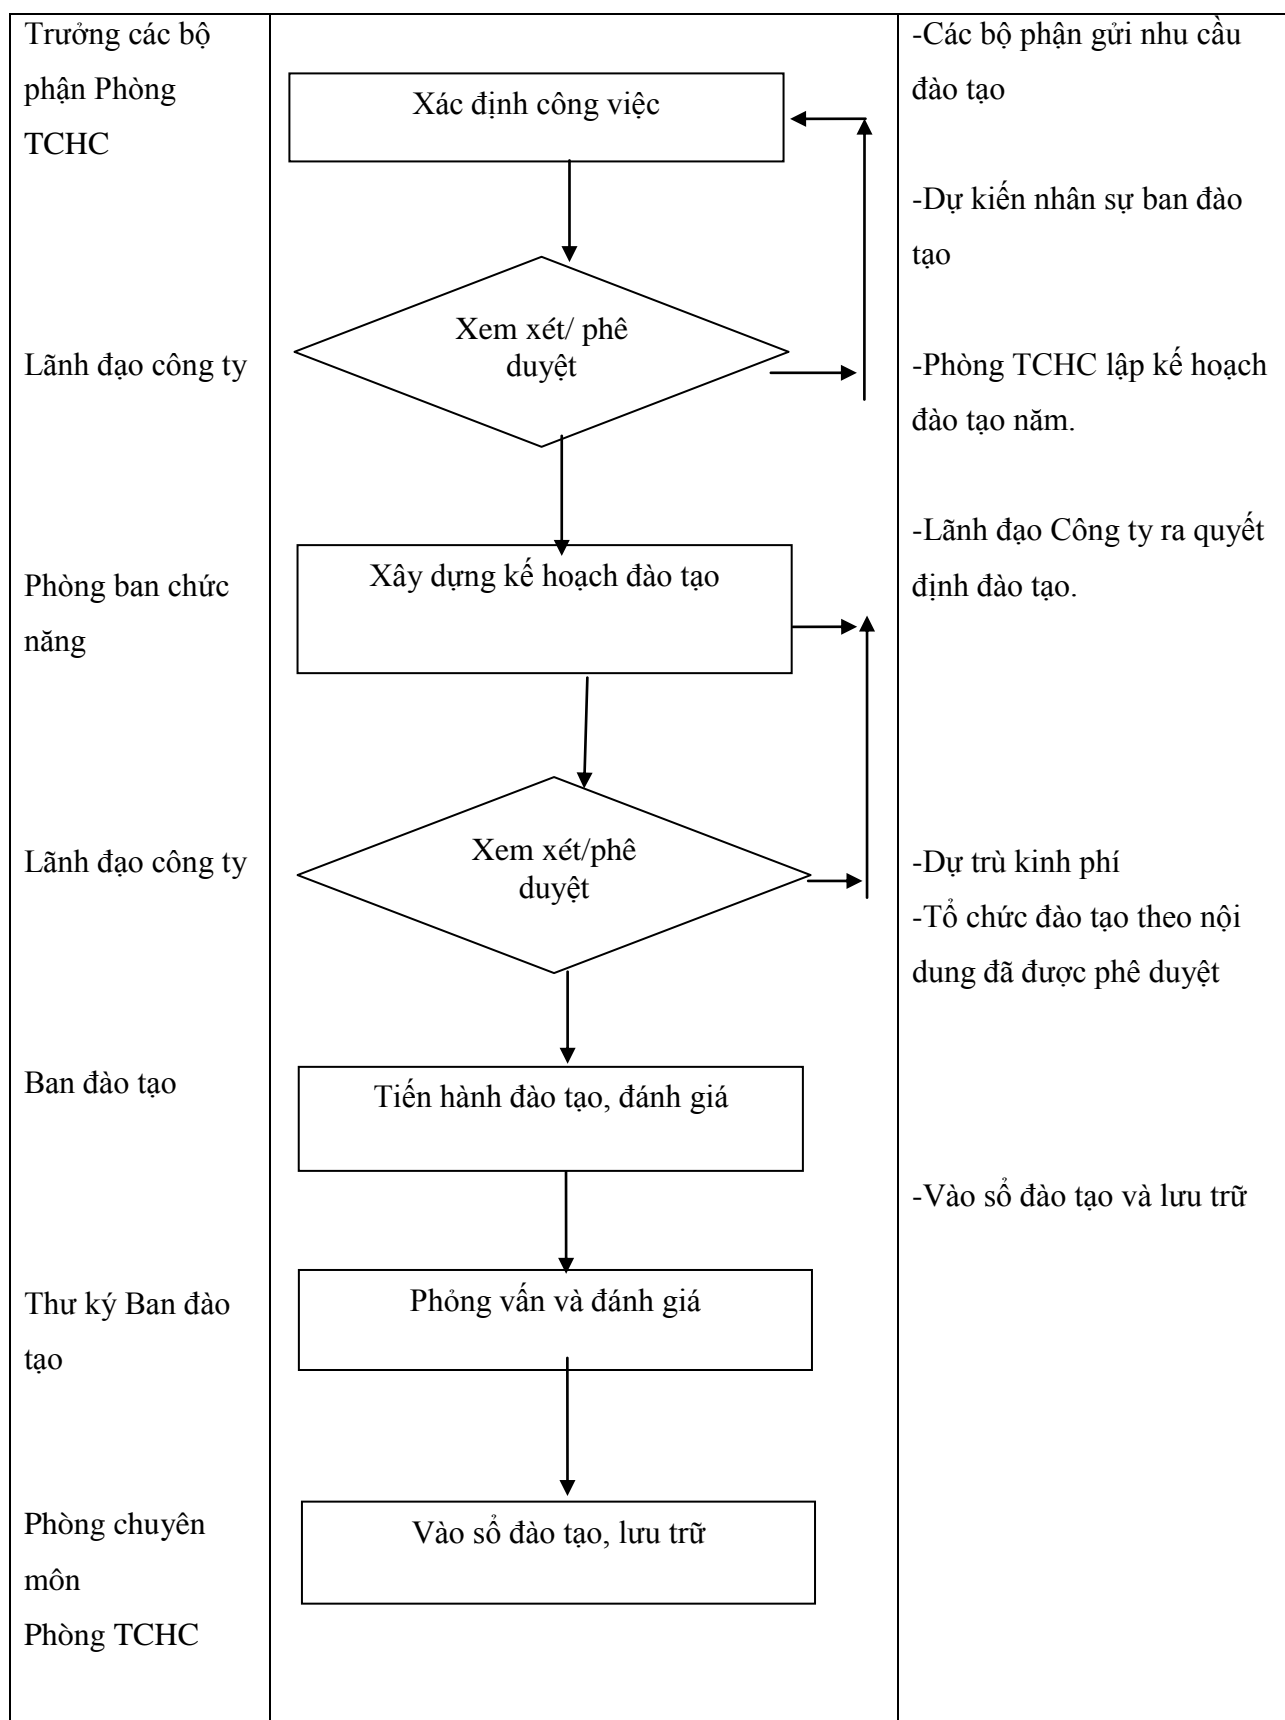 Trưởng các bộ
phận Phòng
TCHC
Lãnh đạo công ty
Phòng ban chức
năng
Lãnh đạo công ty
Ban đào tạo
Thư ký Ban đào
tạo
Phòng chuyên
môn
Phòng TCHC
Xác định công việc
Xem xét/ phê
duyệt
Xây dựng kế hoạch đào tạo
Xem xét/phê
duyệt
Tiến hành đào tạo, đánh giá
Phỏng vấn và đánh giá
Vào sổ đào tạo, lưu trữ
-Các bộ phận gửi nhu cầu
đào tạo
-Dự kiến nhân sự ban đào
tạo
-Phòng TCHC lập kế hoạch
đào tạo năm.
-Lãnh đạo Công ty ra quyết
định đào tạo.
-Dự trù kinh phí
-Tổ chức đào tạo theo nội
dung đã được phê duyệt
-Vào sổ đào tạo và lưu trữ